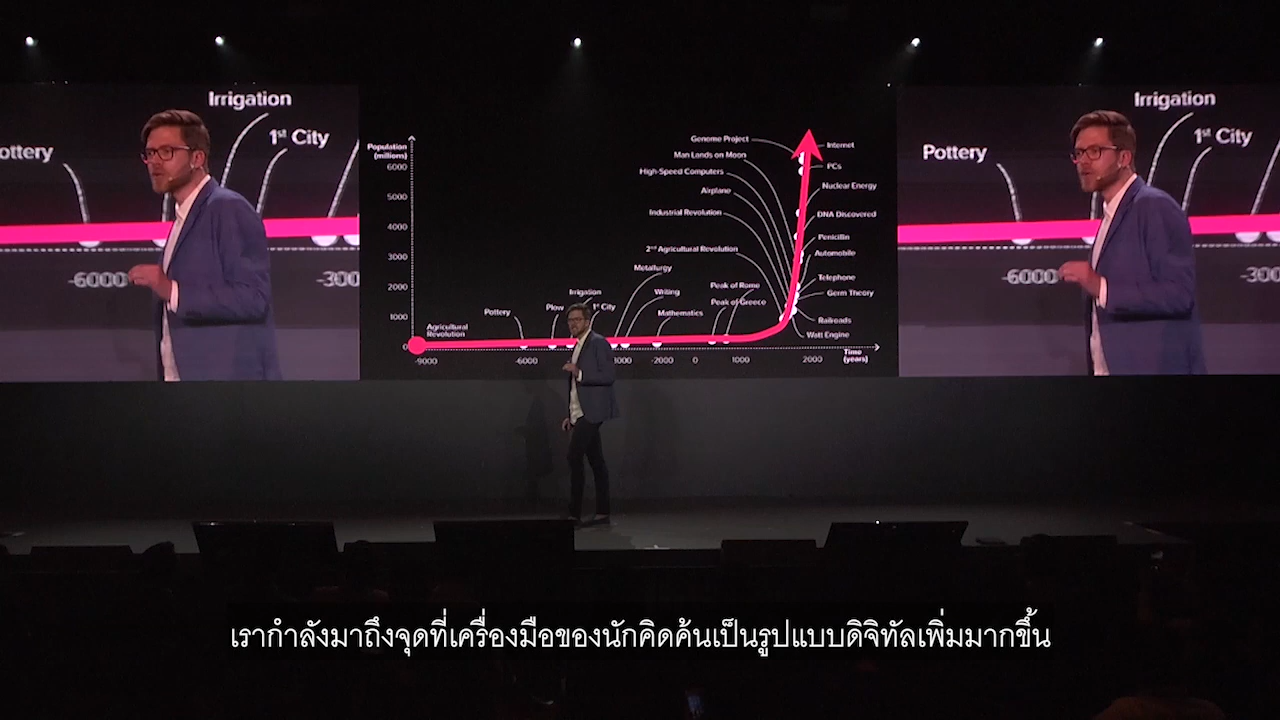 ottery
Irrigation
1st City
-6000
-300
Population
(millions)
6000
5000
4000
3000
2000
1000
0
Genome Project
Man Lands on Moon
High-Speed Computers
Airplane
Industrial Revolution
2nd Agricultural Revolution
Metallurgy
Irrigation
Writing
Peak of Rome
Pottery
Plow
1st City
Mathematics
Peak of Greece
Agricultural
Revolution
Internet
PCs
Nuclear Energy
DNA Discovered
Penicillin
Automobile
Telephone
Germ Theory
Railroads
Watt Engine
-9000
-6000
-2000
0
1000
2000
Time
(years)
Irrigation
1st City
Pottery
-6000
-300
เรากำลังมาถึงจุดที่เครื่องมือของนักคิดค้นเป็นรูปแบบดิจิทัลเพิ่มมากขึ้น